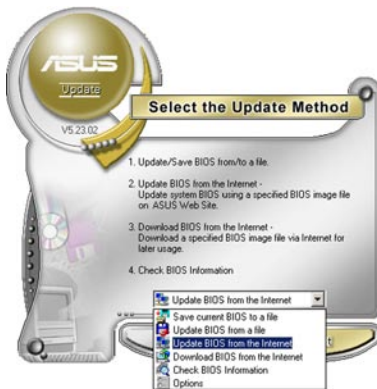 ASUS
Update
V5.23.02
Select the Update Method
1. Update/Save BIOS from/to a file.
2. Update BIOS from the Internet -
Update system BIOS using a specified BIOS image file
on ASUS Web Site.
3. Download BIOS from the Internet -
Download a specified BIOS image file via Internet for
later usage.
4. Check BIOS Information
Update BIOS from the Internet
Save current BIOS to a file
Update BIOS from a file
Update BIOS from the Internet
Download BIOS from the Internet
Check BIOS Information
Options